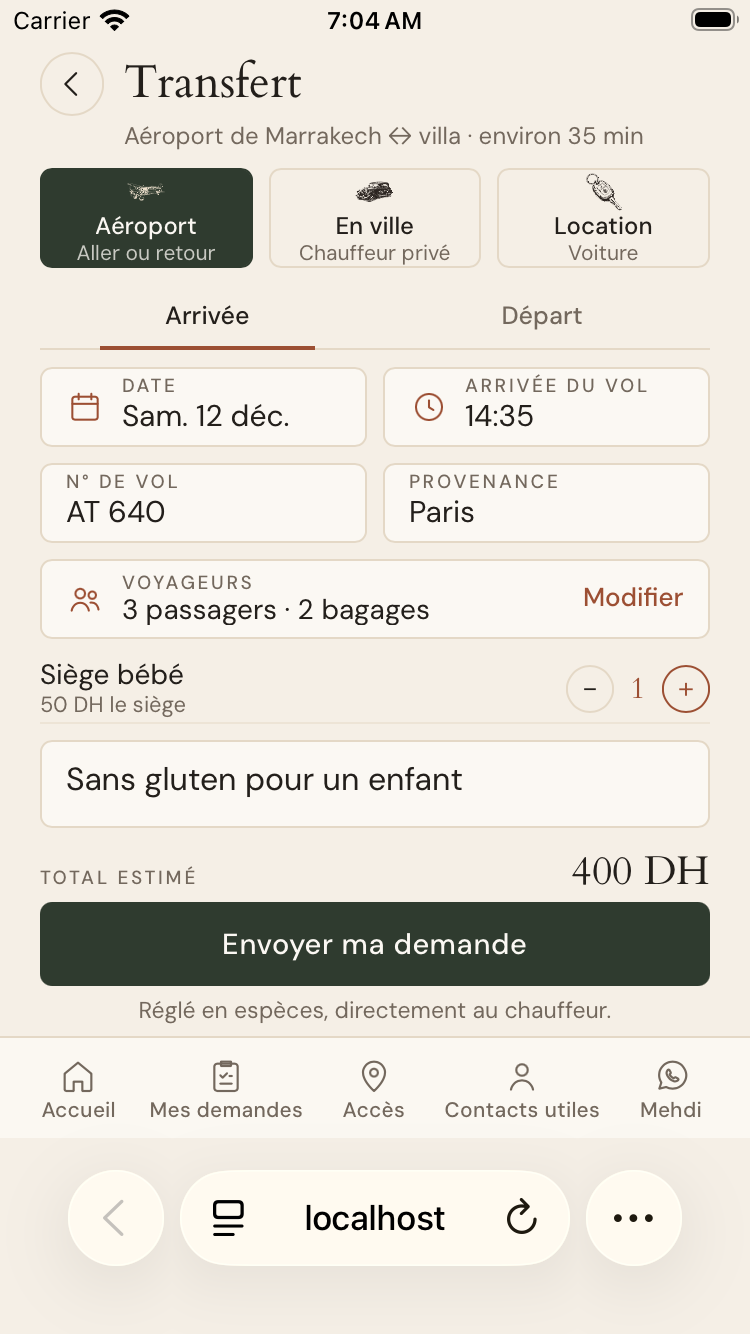 Carrier 7:04 AM
Transfert
Aéroport de Marrakech ↔ villa · environ 35 min
Aéroport
Aller ou retour
En ville
Chauffeur privé
Location
Voiture
Arrivée
Départ
DATE
Sam. 12 déc.
ARRIVÉE DU VOL
14:35
N° DE VOL
AT 640
PROVENANCE
Paris
VOYAGEURS
3 passagers · 2 bagages
Modifier
Siège bébé
50 DH le siège
− 1 +
Sans gluten pour un enfant
TOTAL ESTIMÉ
400 DH
Envoyer ma demande
Réglé en espèces, directement au chauffeur.
Accueil
Mes demandes
Accès
Contacts utiles
Mehdi
localhost